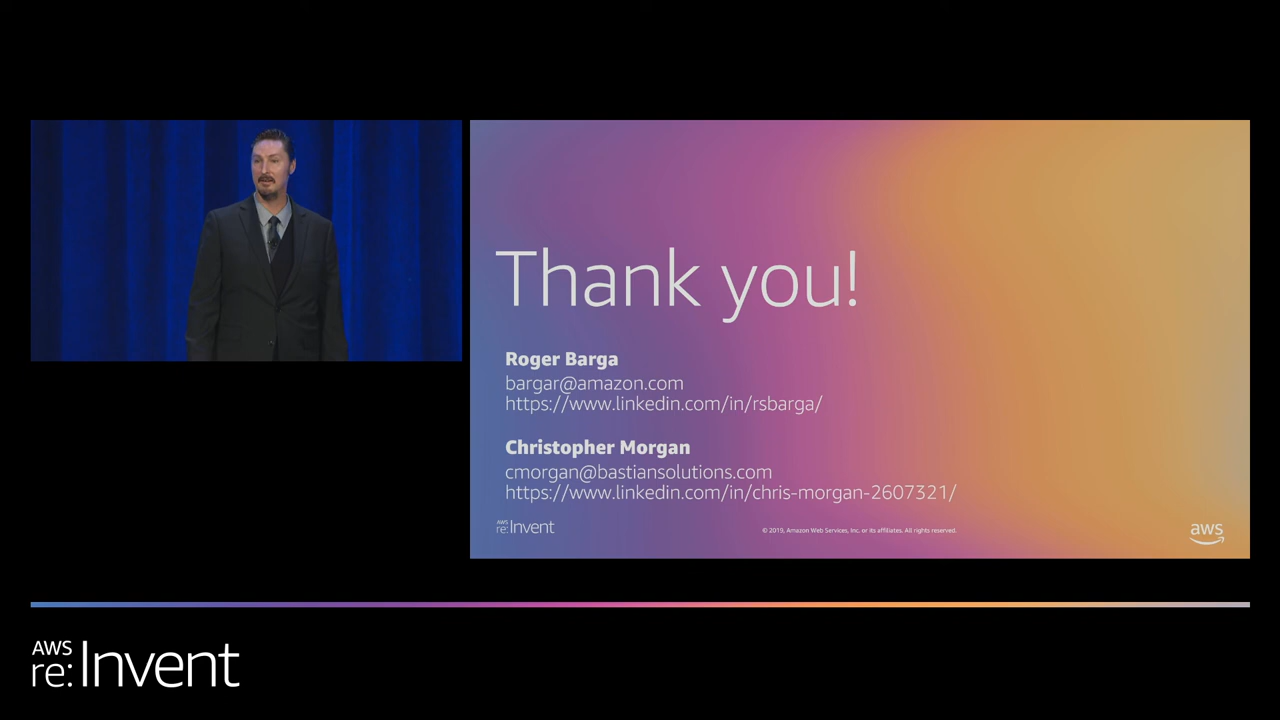 Thank you!
Roger Barga
bargar@amazon.com
https://www.linkedin.com/in/rsbarga/
Christopher Morgan
cmorgan@bastiansolutions.com
https://www.linkedin.com/in/chris-morgan-2607321/
AWS
re:Invent
© 2019, Amazon Web Services, Inc. or its affiliates. All rights reserved.
aws
AWS
re:Invent